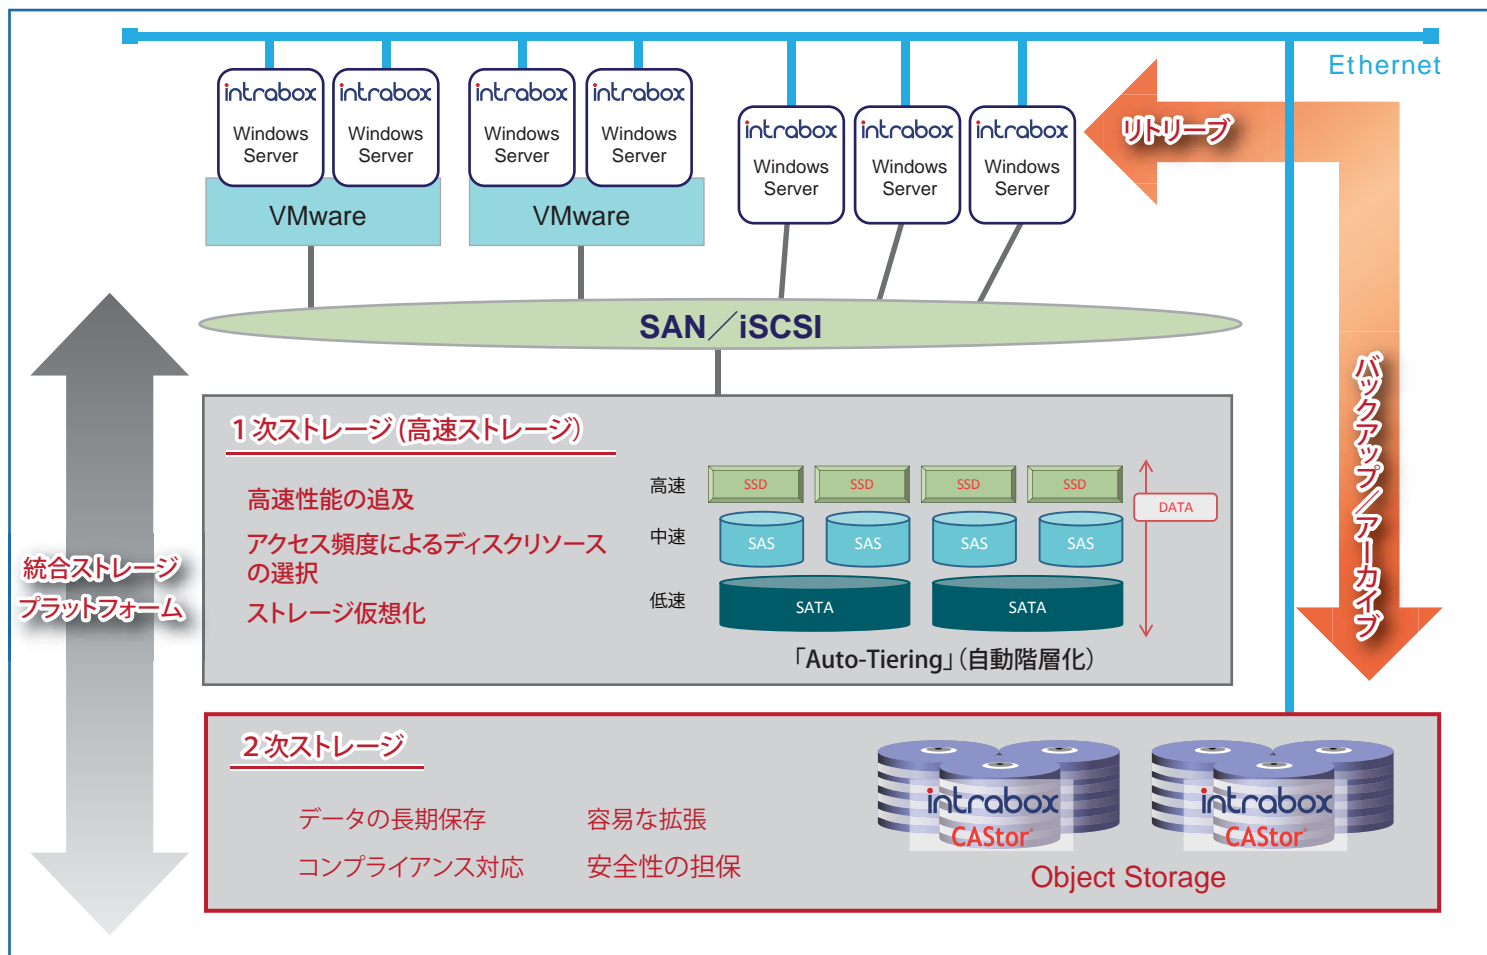 Ethernet
intrabox
Windows
Server
intrabox
Windows
Server
intrabox
Windows
Server
intrabox
Windows
Server
intrabox
Windows
Server
intrabox
Windows
Server
intrabox
Windows
Server
VMware
VMware
リトリーブ
バックアップ／アーカイブ
SAN／iSCSI
統合ストレージ
プラットフォーム
1次ストレージ(高速ストレージ)
高速性能の追及
アクセス頻度によるディスクリソース
の選択
ストレージ仮想化
高速
SSD SSD SSD SSD
DATA
中速
SAS SAS SAS SAS
低速
SATA SATA
「Auto-Tiering」(自動階層化)
2次ストレージ
データの長期保存
容易な拡張
コンプライアンス対応
安全性の担保
intrabox
CAStor
intrabox
CAStor
Object Storage